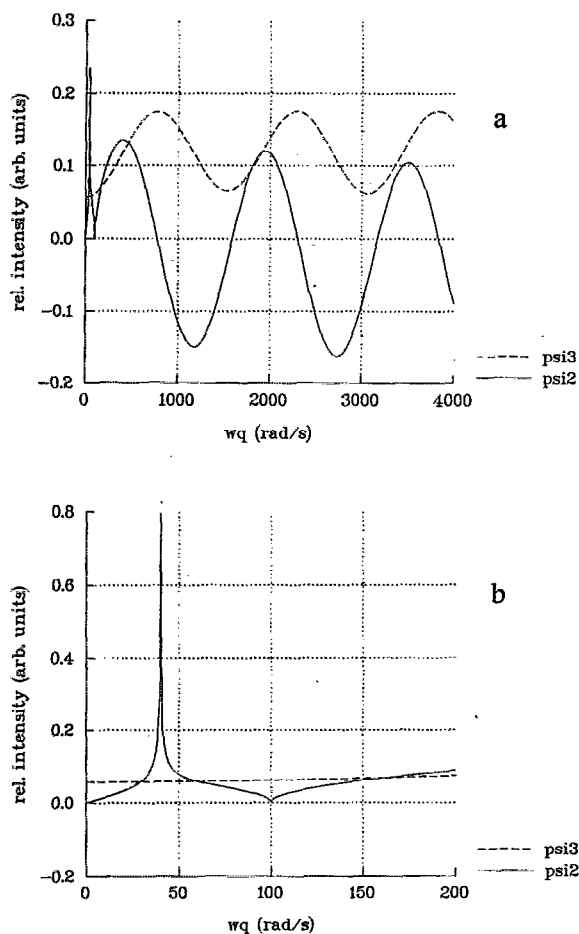 0.3
0.2
0.1
0.0
−0.1
−0.2
rel. intensity (arb. units)
a
0 1000 2000 3000 4000
wq (rad/s)
psi3
psi2
0.8
0.6
0.4
0.2
0.0
−0.2
rel. intensity (arb. units)
b
0 50 100 150 200
wq (rad/s)
psi3
psi2